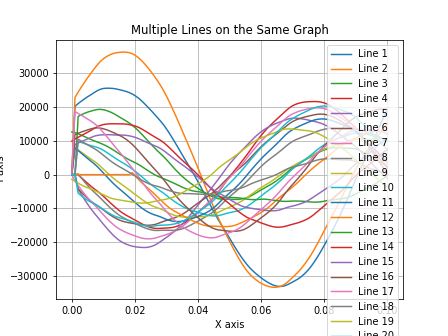 Multiple Lines on the Same Graph
30000
20000
10000
0
−10000
−20000
−30000
0.00
0.02
0.04
0.06
X axis
Line 1
Line 2
Line 3
Line 4
Line 5
Line 6
Line 7
Line 8
Line 9
Line 10
Line 11
Line 12
Line 13
Line 14
Line 15
Line 16
Line 17
Line 18
Line 19
Line 20